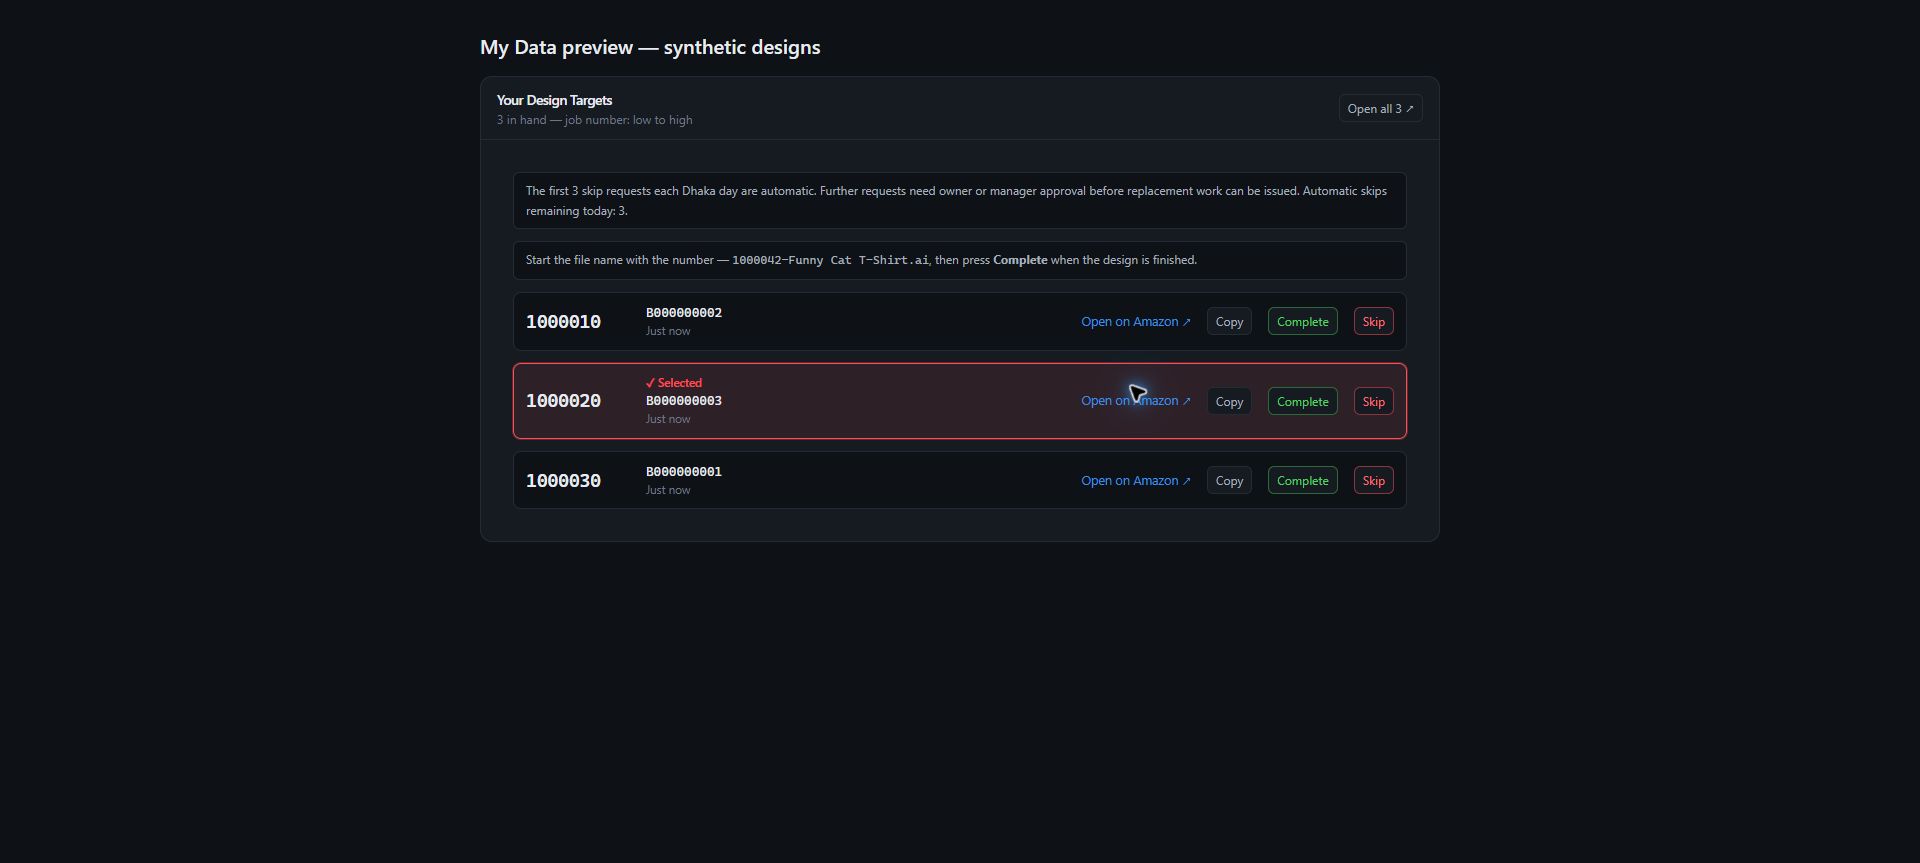 My Data preview — synthetic designs
Your Design Targets
3 in hand — job number: low to high
Open all 3 ↗
The first 3 skip requests each Dhaka day are automatic. Further requests need owner or manager approval before replacement work can be issued. Automatic skips
remaining today: 3.
Start the file name with the number — 1000042-Funny Cat T-Shirt.ai, then press Complete when the design is finished.
1000010
B000000002
Just now
Open on Amazon ↗
Copy
Complete
Skip
✓ Selected
1000020
B000000003
Just now
Open on Amazon ↗
Copy
Complete
Skip
1000030
B000000001
Just now
Open on Amazon ↗
Copy
Complete
Skip